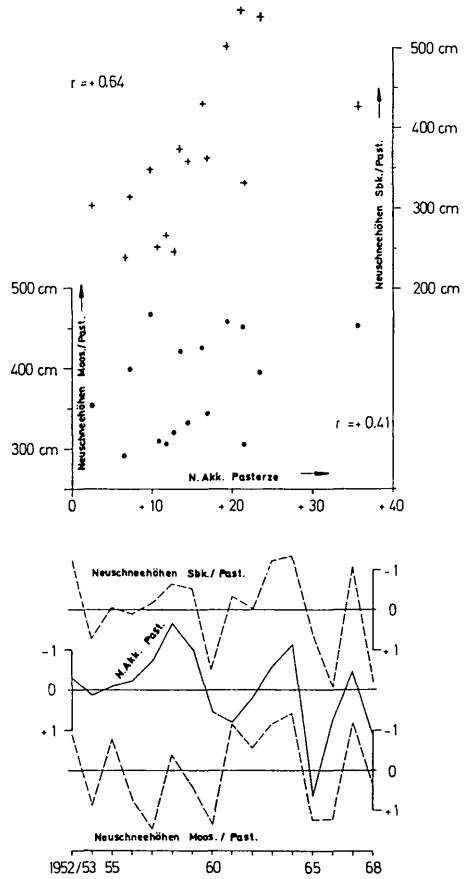 r = + 0.64
500 cm
400 cm
300 cm
200 cm
Neuschneehöhen Sbk./Past.
500 cm
400 cm
300 cm
Neuschneehöhen Moos./Past.
r = + 0.41
N. Akk. Pasterze
0 + 10 + 20 + 30 + 40
Neuschneehöhen Sbk./ Past.
-1
0
+1
N. Akk. Past.
-1
0
+1
-1
0
+1
Neuschneehöhen Moos./ Past.
1952/53 55 60 65 68